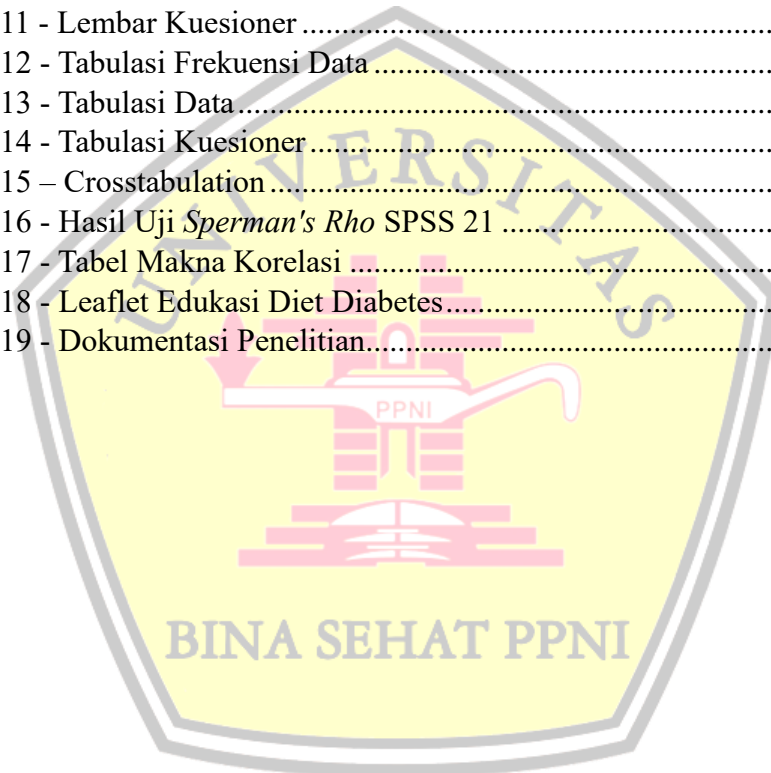 11 - Lembar Kuesioner
12 - Tabulasi Frekuensi Data
13 - Tabulasi Data
14 - Tabulasi Kuesioner
15 – Crosstabulation
16 - Hasil Uji Sperman's Rho SPSS 21
17 - Tabel Makna Korelasi
18 - Leaflet Edukasi Diet Diabetes
19 - Dokumentasi Penelitian
UNIVERSITAS
PPNI
BINA SEHAT PPNI